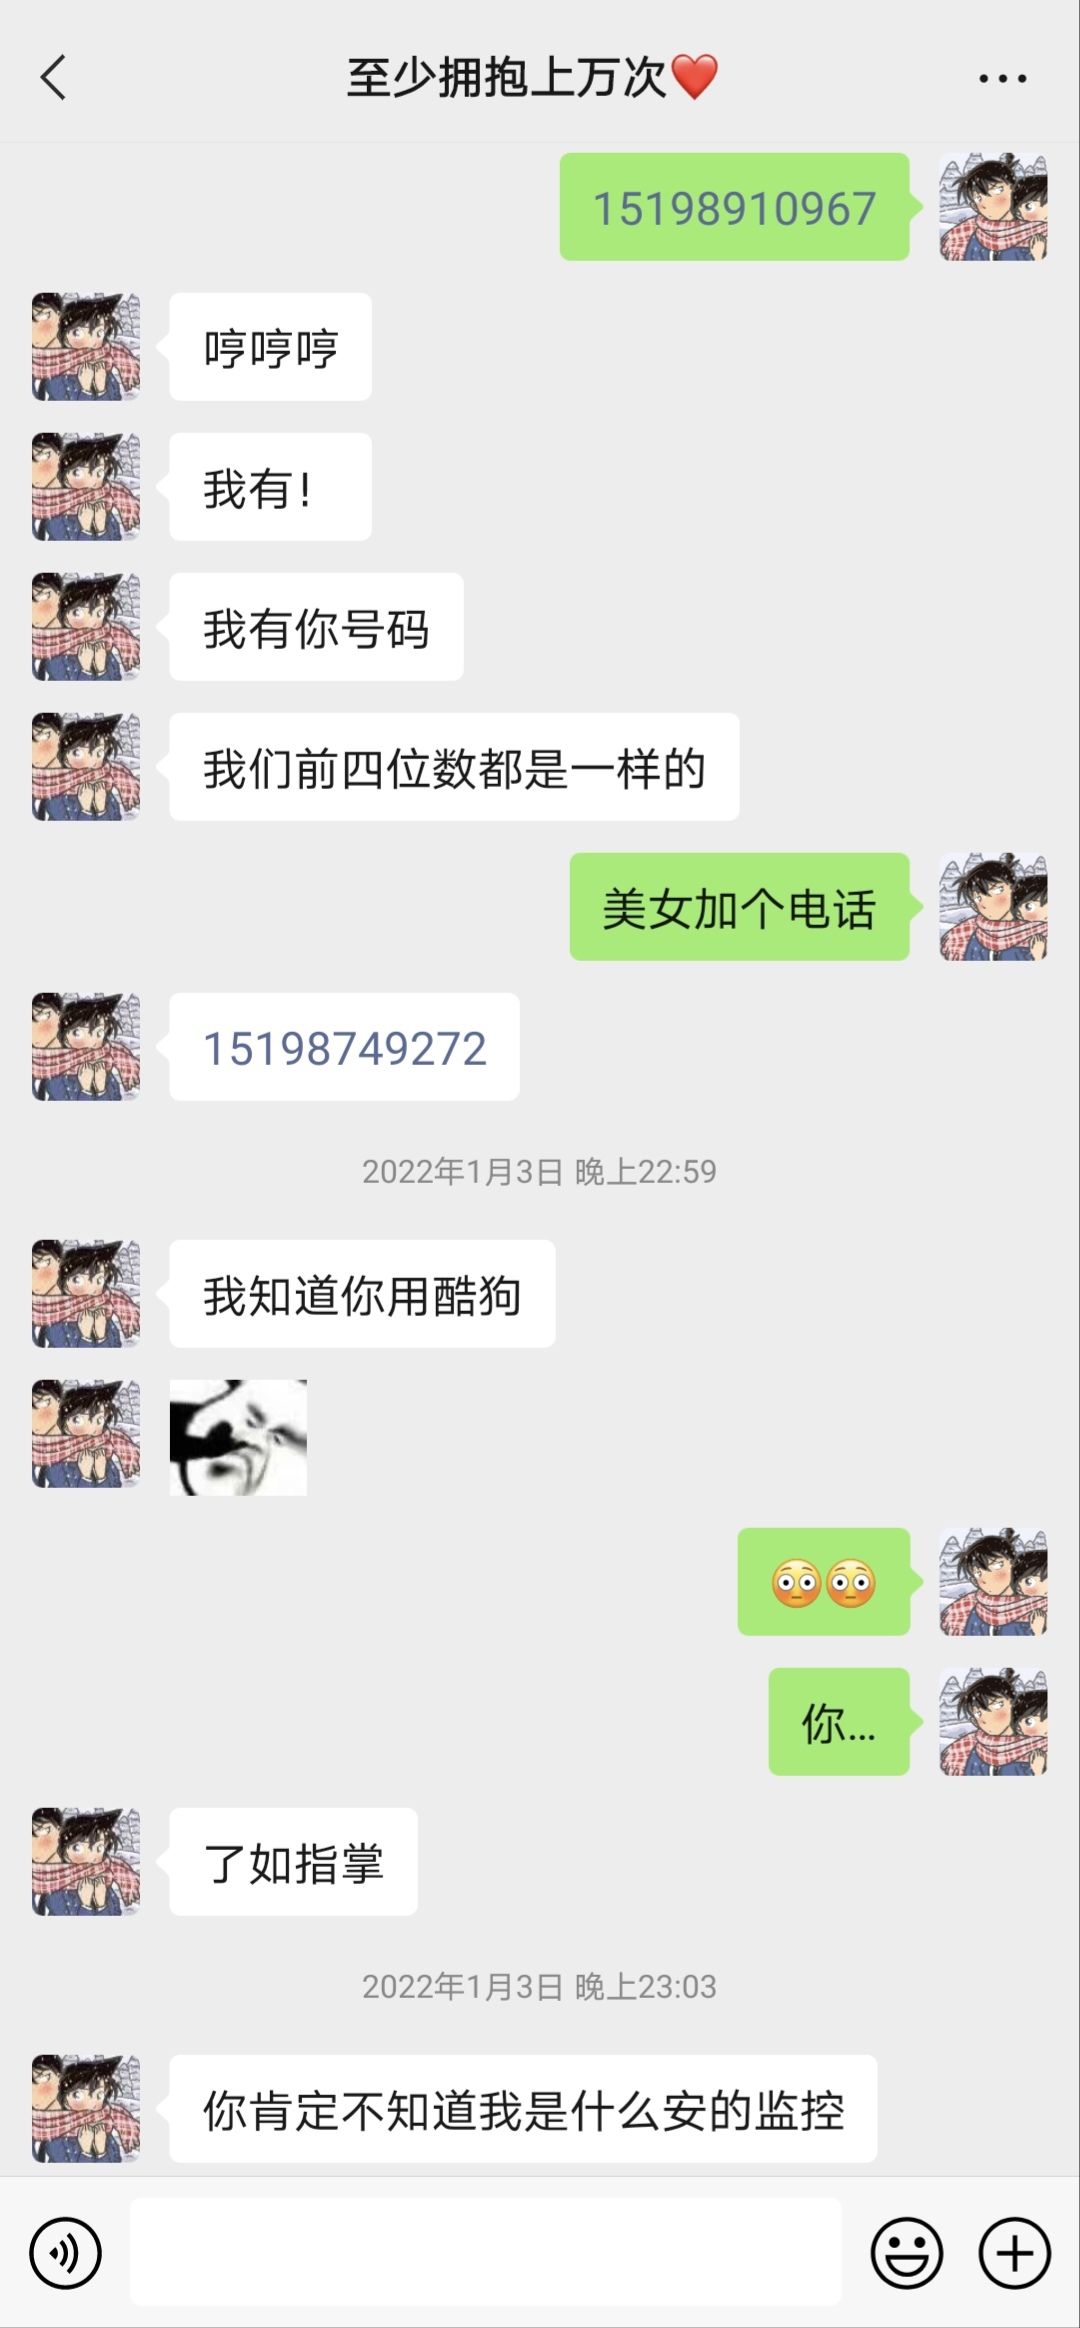 至少拥抱上万次❤️
15198910967
哼哼哼
我有!
我有你号码
我们前四位数都是一样的
美女加个电话
15198749272
2022年1月3日 晚上22:59
我知道你用酷狗
😳😳
你...
了如指掌
2022年1月3日 晚上23:03
你肯定不知道我是什么安的监控